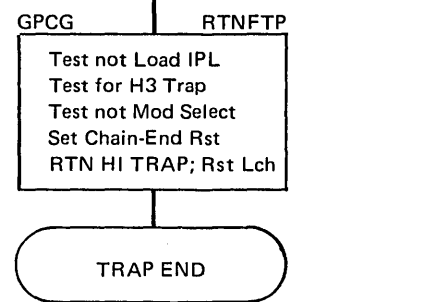 GPCG RTNFTP
Test not Load IPL
Test for H3 Trap
Test not Mod Select
Set Chain-End Rst
RTN HI TRAP; Rst Lch
TRAP END